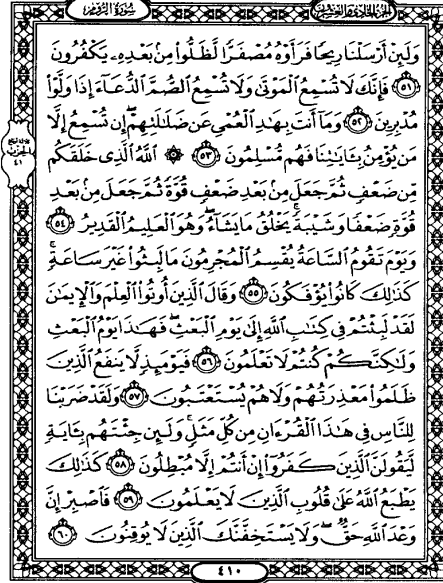 الجزء الحادي والعشرون
سورة الروم
وَلَئِنْ أَرْسَلْنَا رِيحًا فَرَأَوْهُ مُصْفَرًّا لَّظَلُّوا۟ مِنۢ بَعْدِهِۦ يَكْفُرُونَ
٥١ فَإِنَّكَ لَا تُسْمِعُ ٱلْمَوْتَىٰ وَلَا تُسْمِعُ ٱلصُّمَّ ٱلدُّعَآءَ إِذَا وَلَّوْا۟
مُدْبِرِينَ ٥٢ وَمَآ أَنتَ بِهَٰدِ ٱلْعُمْىِ عَن ضَلَٰلَتِهِمْ ۖ إِن تُسْمِعُ إِلَّا
مَن يُؤْمِنُ بِـَٔايَٰتِنَا فَهُم مُّسْلِمُونَ ٥٣ ۞ ٱللَّهُ ٱلَّذِى خَلَقَكُم
مِّن ضَعْفٍ ثُمَّ جَعَلَ مِنۢ بَعْدِ ضَعْفٍ قُوَّةً ثُمَّ جَعَلَ مِنۢ بَعْدِ
قُوَّةٍ ضَعْفًا وَشَيْبَةً ۚ يَخْلُقُ مَا يَشَآءُ ۖ وَهُوَ ٱلْعَلِيمُ ٱلْقَدِيرُ ٥٤
وَيَوْمَ تَقُومُ ٱلسَّاعَةُ يُقْسِمُ ٱلْمُجْرِمُونَ مَا لَبِثُوا۟ غَيْرَ سَاعَةٍ ۚ
كَذَٰلِكَ كَانُوا۟ يُؤْفَكُونَ ٥٥ وَقَالَ ٱلَّذِينَ أُوتُوا۟ ٱلْعِلْمَ وَٱلْإِيمَٰنَ
لَقَدْ لَبِثْتُمْ فِى كِتَٰبِ ٱللَّهِ إِلَىٰ يَوْمِ ٱلْبَعْثِ ۖ فَهَٰذَا يَوْمُ ٱلْبَعْثِ
وَلَٰكِنَّكُمْ كُنتُمْ لَا تَعْلَمُونَ ٥٦ فَيَوْمَئِذٍ لَّا يَنفَعُ ٱلَّذِينَ
ظَلَمُوا۟ مَعْذِرَتُهُمْ وَلَا هُمْ يُسْتَعْتَبُونَ ٥٧ وَلَقَدْ ضَرَبْنَا
لِلنَّاسِ فِى هَٰذَا ٱلْقُرْءَانِ مِن كُلِّ مَثَلٍ ۚ وَلَئِن جِئْتَهُم بِـَٔايَةٍ
لَّيَقُولَنَّ ٱلَّذِينَ كَفَرُوٓا۟ إِنْ أَنتُمْ إِلَّا مُبْطِلُونَ ٥٨ كَذَٰلِكَ
يَطْبَعُ ٱللَّهُ عَلَىٰ قُلُوبِ ٱلَّذِينَ لَا يَعْلَمُونَ ٥٩ فَٱصْبِرْ إِنَّ
وَعْدَ ٱللَّهِ حَقٌّ ۖ وَلَا يَسْتَخِفَّنَّكَ ٱلَّذِينَ لَا يُوقِنُونَ ٦٠
٤١٠